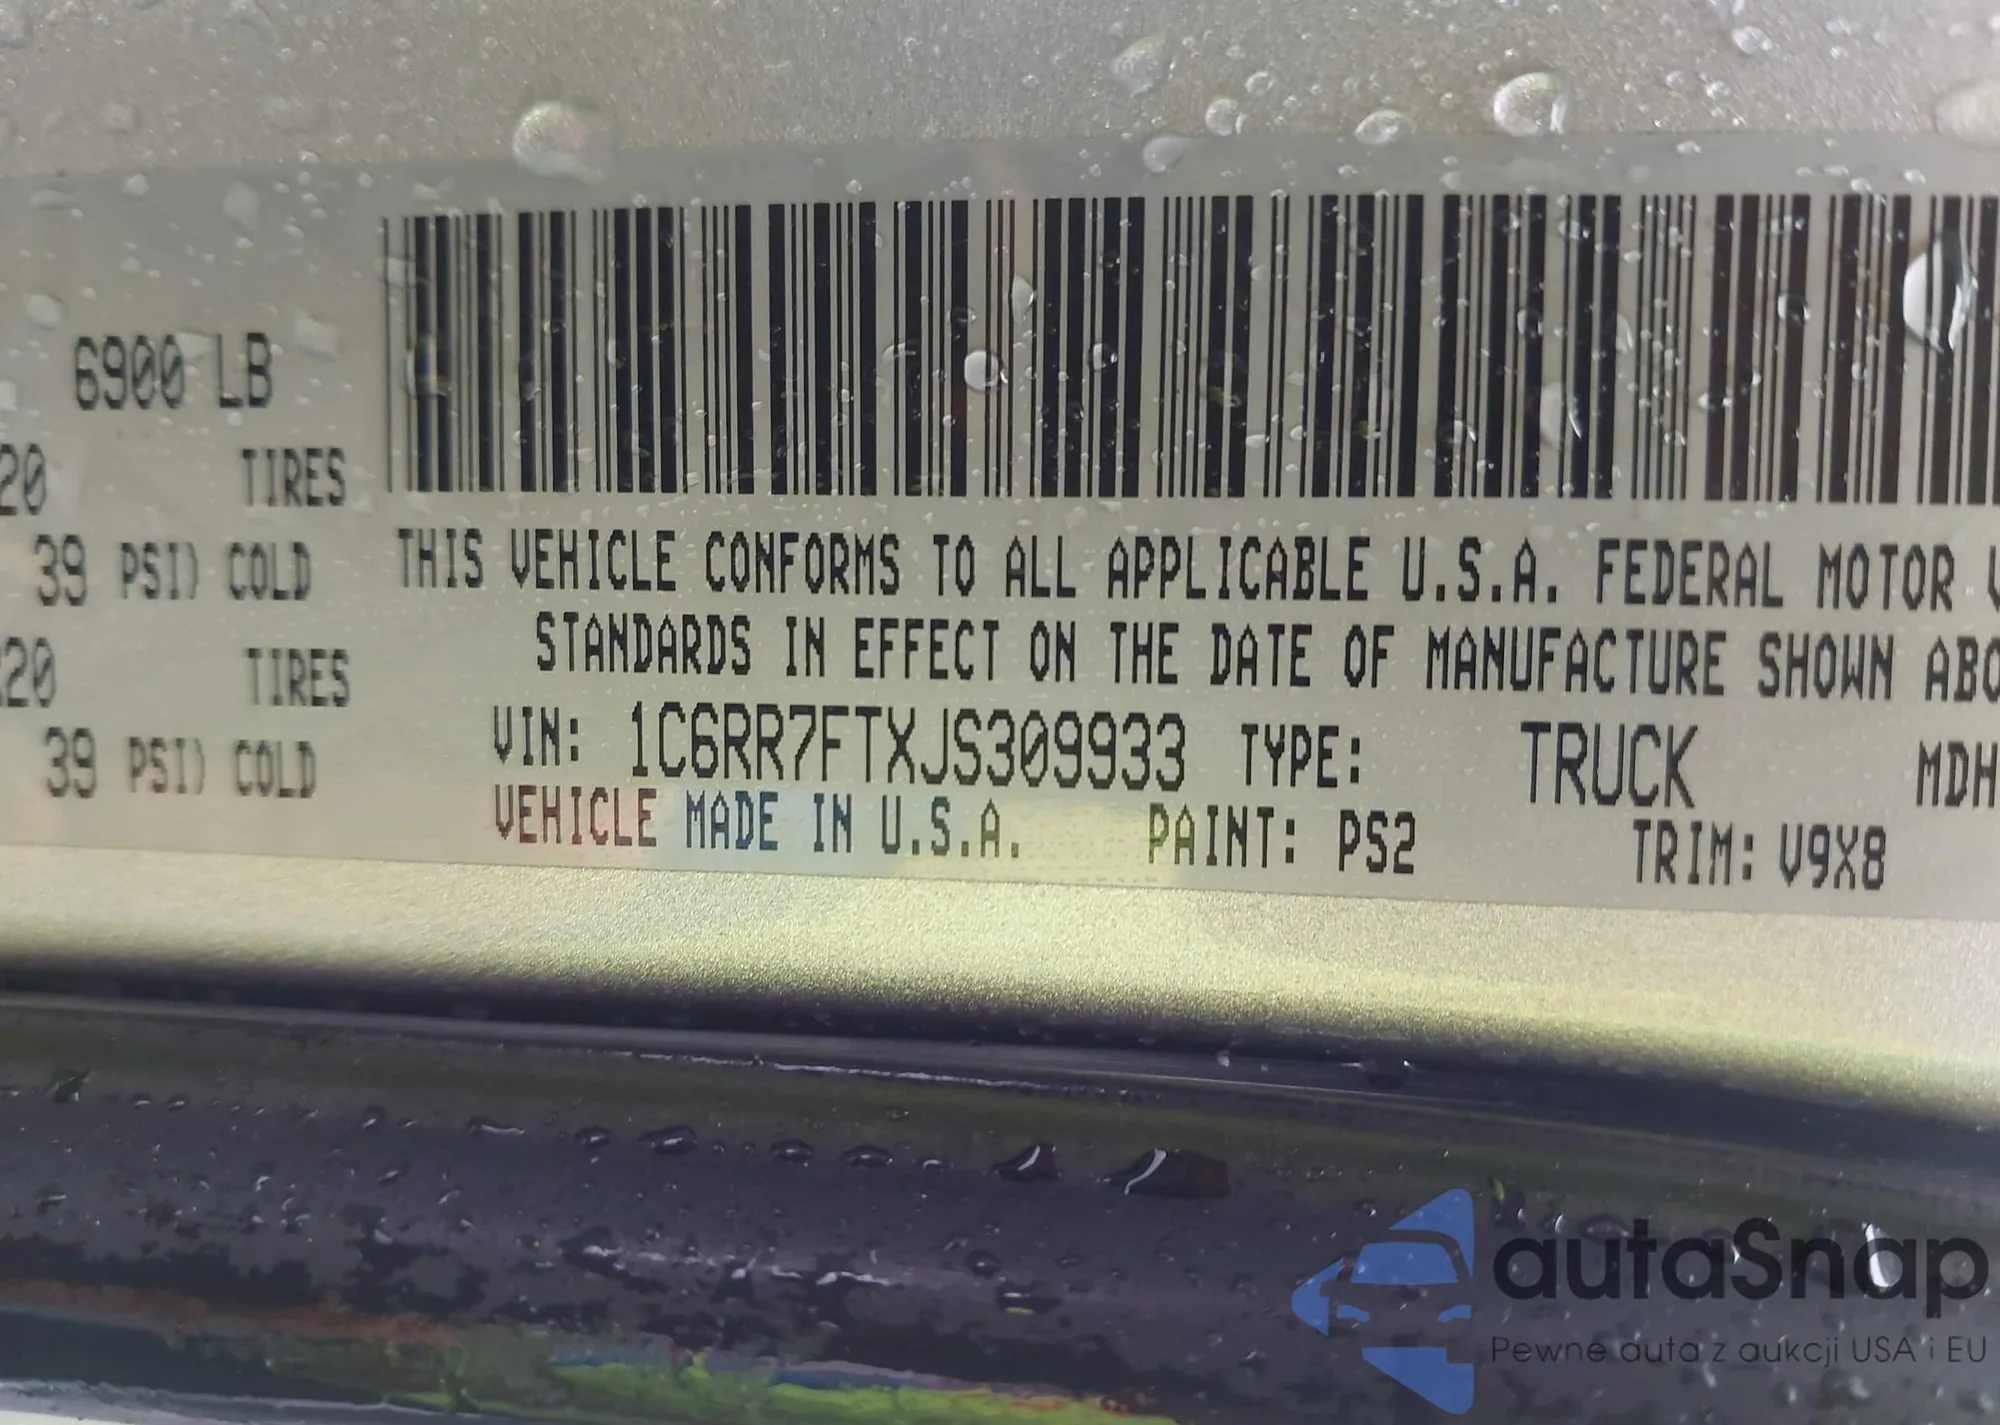 6900 LB
20 TIRES
39 PSI) COLD
20 TIRES
39 PSI) COLD
THIS VEHICLE CONFORMS TO ALL APPLICABLE U.S.A. FEDERAL MOTOR V
STANDARDS IN EFFECT ON THE DATE OF MANUFACTURE SHOWN ABO
VIN: 1C6RR7FTXJS309933 TYPE: TRUCK MDH
VEHICLE MADE IN U.S.A. PAINT: PS2 TRIM: V9X8
autaSnap
Pewne auta z aukcji USA i EU